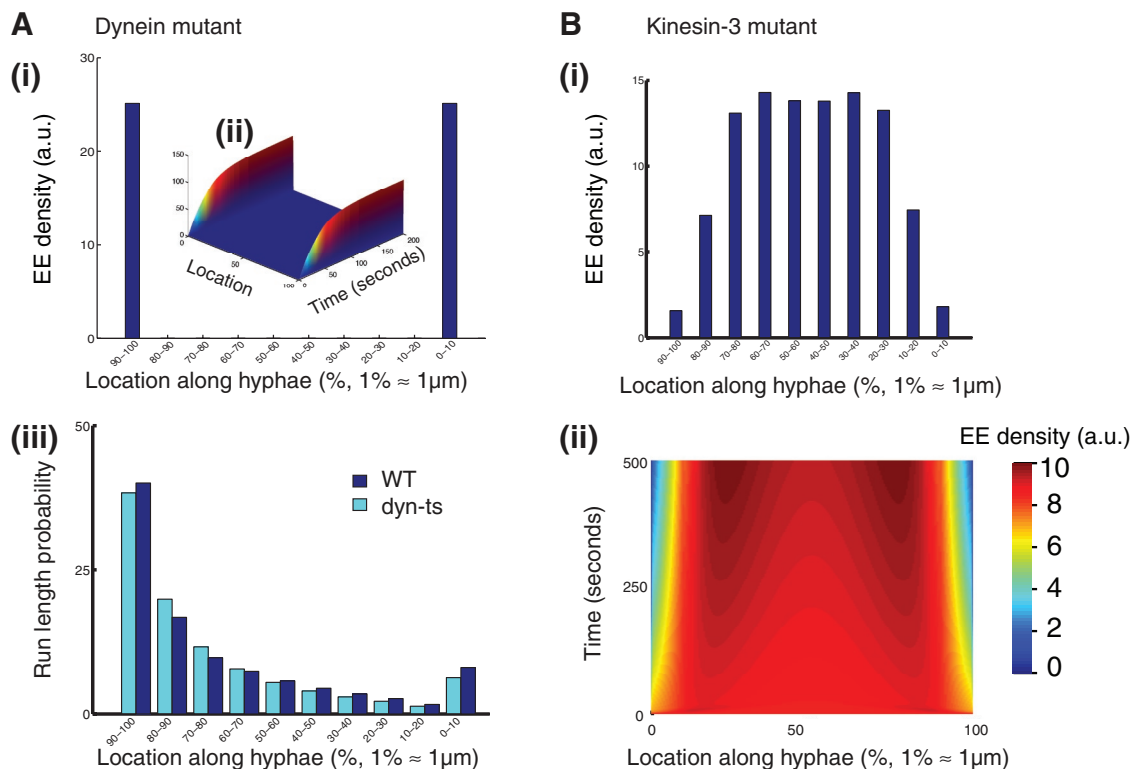 A Dynein mutant
(i)
EE density (a.u.)
30
20
10
0
90–100 80–90 70–80 60–70 50–60 40–50 30–40 20–30 10–20 0–10
Location along hyphae (%, 1% ≈ 1µm)
(ii)
150
100
50
0
0
50
100
Location
0
50
100
150
200
Time (seconds)
(iii)
Run length probability
50
25
0
WT
dyn-ts
90–100 80–90 70–80 60–70 50–60 40–50 30–40 20–30 10–20 0–10
Location along hyphae (%, 1% ≈ 1µm)
B Kinesin-3 mutant
(i)
EE density (a.u.)
15
10
5
0
90–100 80–90 70–80 60–70 50–60 40–50 30–40 20–30 10–20 0–10
Location along hyphae (%, 1% ≈ 1µm)
(ii)
Time (seconds)
500
250
0
0 50 100
Location along hyphae (%, 1% ≈ 1µm)
EE density (a.u.)
10
8
6
4
2
0